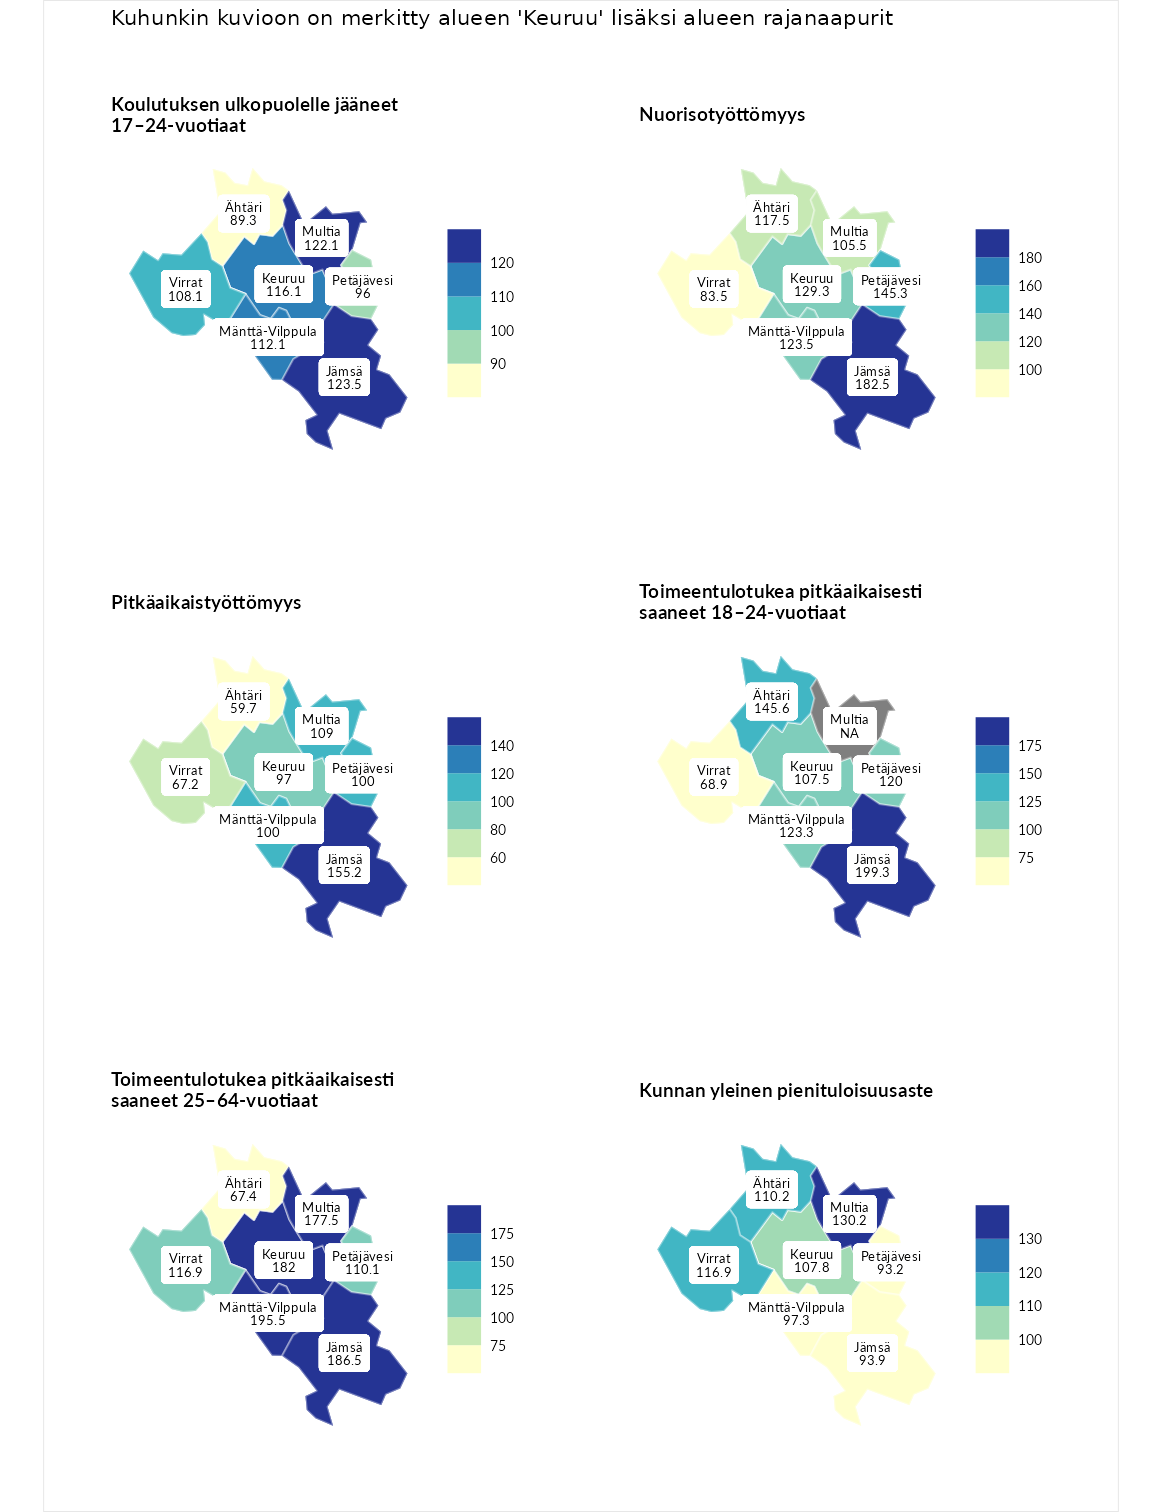 Kuhunkin kuvioon on merkitty alueen 'Keuruu' lisäksi alueen rajanaapurit
Koulutuksen ulkopuolelle jääneet
17–24-vuotiaat
Ähtäri
89.3
Multia
122.1
Keuruu
116.1
Petäjävesi
96
Virrat
108.1
Mänttä-Vilppula
112.1
Jämsä
123.5
120
110
100
90
Nuorisotyöttömyys
Ähtäri
117.5
Multia
105.5
Keuruu
129.3
Petäjävesi
145.3
Virrat
83.5
Mänttä-Vilppula
123.5
Jämsä
182.5
180
160
140
120
100
Pitkäaikaistyöttömyys
Ähtäri
59.7
Multia
109
Keuruu
97
Petäjävesi
100
Virrat
67.2
Mänttä-Vilppula
100
Jämsä
155.2
140
120
100
80
60
Toimeentulotukea pitkäaikaisesti
saaneet 18–24-vuotiaat
Ähtäri
145.6
Multia
NA
Keuruu
107.5
Petäjävesi
120
Virrat
68.9
Mänttä-Vilppula
123.3
Jämsä
199.3
175
150
125
100
75
Toimeentulotukea pitkäaikaisesti
saaneet 25–64-vuotiaat
Ähtäri
67.4
Multia
177.5
Keuruu
182
Petäjävesi
110.1
Virrat
116.9
Mänttä-Vilppula
195.5
Jämsä
186.5
175
150
125
100
75
Kunnan yleinen pienituloisuusaste
Ähtäri
110.2
Multia
130.2
Keuruu
107.8
Petäjävesi
93.2
Virrat
116.9
Mänttä-Vilppula
97.3
Jämsä
93.9
130
120
110
100